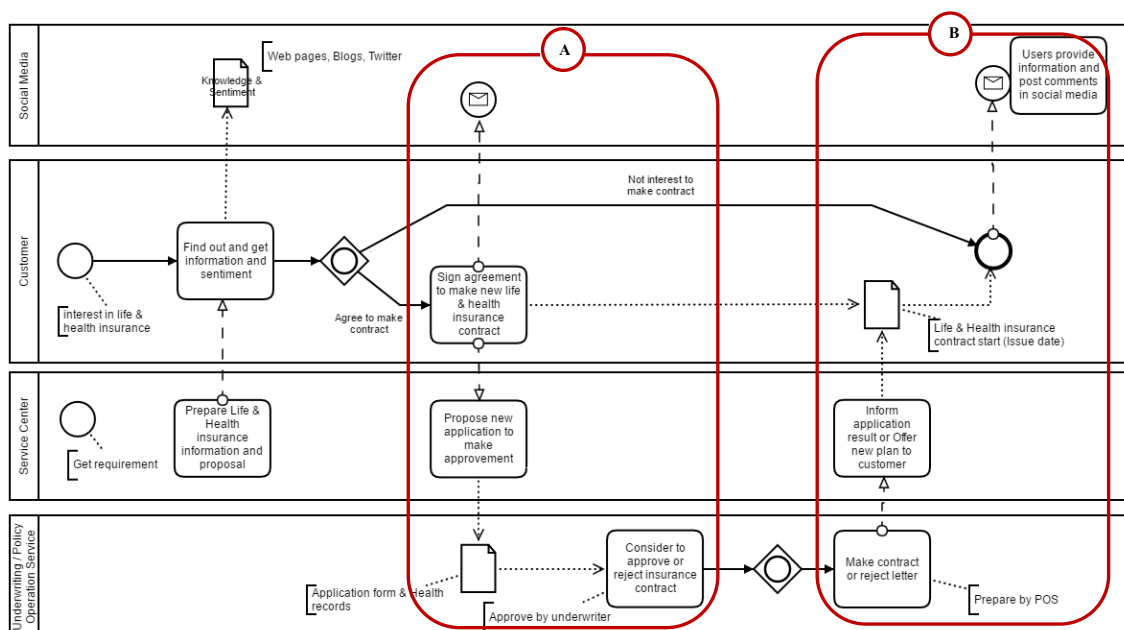 A
B
Social Media
Web pages, Blogs, Twitter
Knowledge &
Sentiment
Users provide
information and
post comments
in social media
Customer
Not interest to
make contract
Find out and get
information and
sentiment
Sign agreement
to make new life
& health
insurance
contract
interest in life &
health insurance
Agree to make
contract
Life & Health insurance
contract start (Issue date)
Service Center
Prepare Life &
Health
insurance
information and
proposal
Get requirement
Propose new
application to
make
approvement
Inform
application
result or Offer
new plan to
customer
Underwriting / Policy
Operation Service
Consider to
approve or
reject insurance
contract
Make contract
or reject letter
Application form & Health
records
Approve by underwriter
Prepare by POS